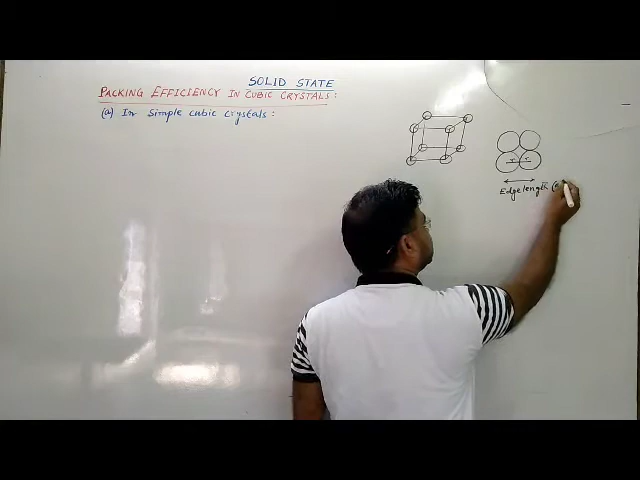 SOLID STATE
PACKING EFFICIENCY IN CUBIC CRYSTALS:
(a) In Simple cubic crystals:
r r
Edge length (a